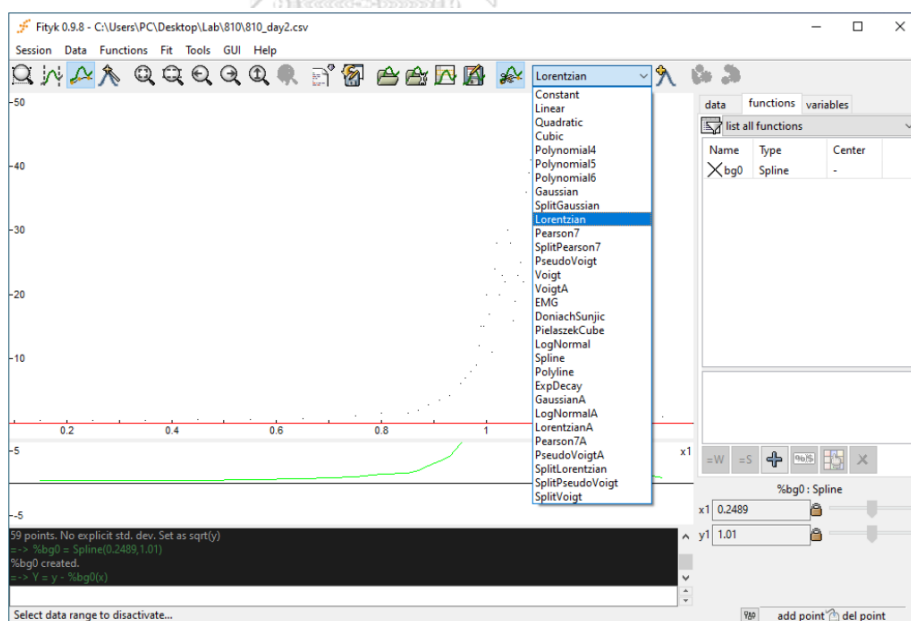 Fityk 0.9.8 - C:\Users\PC\Desktop\Lab\810\810_day2.csv
Session Data Functions Fit Tools GUI Help
Lorentzian
Constant
Linear
Quadratic
Cubic
Polynomial4
Polynomial5
Polynomial6
Gaussian
SplitGaussian
Lorentzian
Pearson7
SplitPearson7
PseudoVoigt
Voigt
VoigtA
EMG
DoniachSunjic
PielaszekCube
LogNormal
Spline
Polyline
ExpDecay
GaussianA
LogNormalA
LorentzianA
Pearson7A
PseudoVoigtA
SplitLorentzian
SplitPseudoVoigt
SplitVoigt
50
40
30
20
10
0.2 0.4 0.6 0.8 1
5
x1
-5
data functions variables
list all functions
Name Type Center
bg0 Spline -
=W =S
%bg0 : Spline
x1 0.2489
y1 1.01
59 points. No explicit std. dev. Set as sqrt(y)
=-> %bg0 = Spline(0.2489,1.01)
%bg0 created.
=-> Y = y - %bg0(x)
Select data range to disactivate...
add point del point